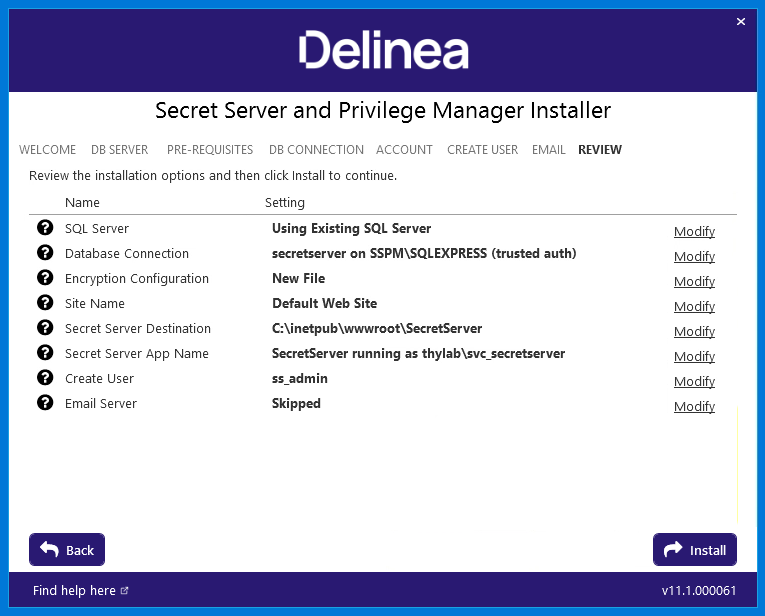 Delinea
Secret Server and Privilege Manager Installer
WELCOME DB SERVER PRE-REQUISITES DB CONNECTION ACCOUNT CREATE USER EMAIL REVIEW
Review the installation options and then click Install to continue.
Name Setting
SQL Server Using Existing SQL Server Modify
Database Connection secretserver on SSPM\SQLEXPRESS (trusted auth) Modify
Encryption Configuration New File Modify
Site Name Default Web Site Modify
Secret Server Destination C:\inetpub\wwwroot\SecretServer Modify
Secret Server App Name SecretServer running as thylab\svc_secretserver Modify
Create User ss_admin Modify
Email Server Skipped Modify
Back Install
Find help here v11.1.000061